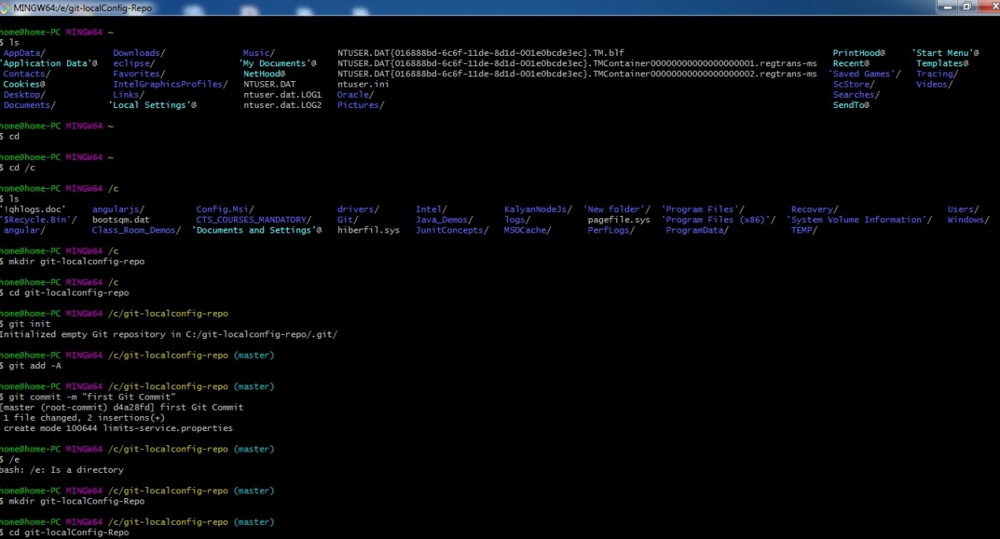 MINGW64:/e/git-localConfig-Repo
home@home-PC MINGW64 ~
$ ls
AppData/ Downloads/ Music/ NTUSER.DAT{016888bd-6c6f-11de-8d1d-001e0bcde3ec}.TM.blf PrintHood@ 'Start Menu'@
'Application Data'@ eclipse/ 'My Documents'@ NTUSER.DAT{016888bd-6c6f-11de-8d1d-001e0bcde3ec}.TMContainer00000000000000000001.regtrans-ms Recent@ Templates@
Contacts/ Favorites/ NetHood@ NTUSER.DAT{016888bd-6c6f-11de-8d1d-001e0bcde3ec}.TMContainer00000000000000000002.regtrans-ms 'Saved Games'/ Tracing/
Cookies@ IntelGraphicsProfiles/ NTUSER.DAT ntuser.ini ScStore/ Videos/
Desktop/ Links/ ntuser.dat.LOG1 Oracle/ Searches/
Documents/ 'Local Settings'@ ntuser.dat.LOG2 Pictures/ SendTo@
home@home-PC MINGW64 ~
$ cd
home@home-PC MINGW64 ~
$ cd /c
home@home-PC MINGW64 /c
$ ls
'!qhlogs.doc' angularjs/ Config.Msi/ drivers/ Intel/ KalyanNodeJs/ 'New folder'/ 'Program Files'/ Recovery/ Users/
'$Recycle.Bin'/ bootsqm.dat CTS_COURSES_MANDATORY/ Git/ Java_Demos/ logs/ pagefile.sys 'Program Files (x86)'/ 'System Volume Information'/ Windows/
angular/ Class_Room_Demos/ 'Documents and Settings'@ hiberfil.sys JunitConcepts/ MSOCache/ PerfLogs/ ProgramData/ TEMP/
home@home-PC MINGW64 /c
$ mkdir git-localconfig-repo
home@home-PC MINGW64 /c
$ cd git-localconfig-repo
home@home-PC MINGW64 /c/git-localconfig-repo
$ git init
Initialized empty Git repository in C:/git-localconfig-repo/.git/
home@home-PC MINGW64 /c/git-localconfig-repo (master)
$ git add -A
home@home-PC MINGW64 /c/git-localconfig-repo (master)
$ git commit -m "first Git Commit"
[master (root-commit) d4a28fd] first Git Commit
1 file changed, 2 insertions(+)
create mode 100644 limits-service.properties
home@home-PC MINGW64 /c/git-localconfig-repo (master)
$ /e
bash: /e: Is a directory
home@home-PC MINGW64 /c/git-localconfig-repo (master)
$ mkdir git-localConfig-Repo
home@home-PC MINGW64 /c/git-localconfig-repo (master)
$ cd git-localConfig-Repo